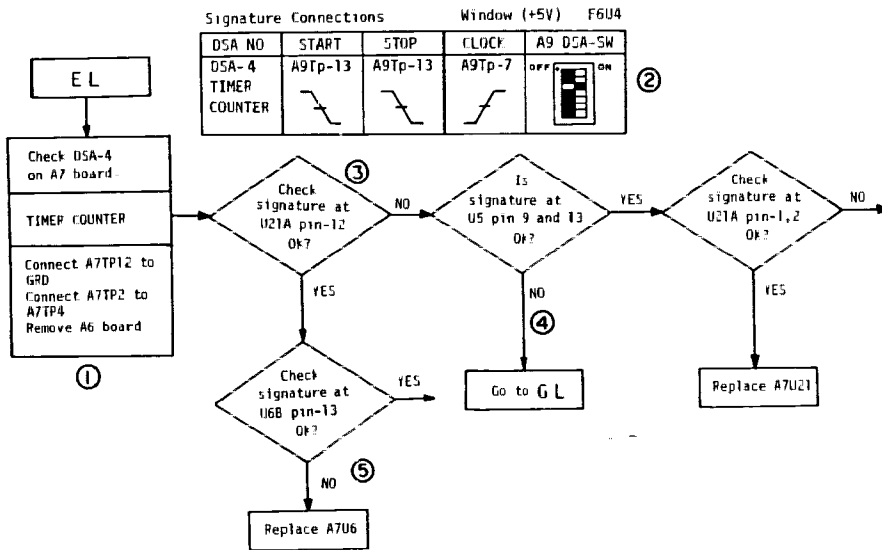 Signature Connections Window (+5V) F6U4
DSA NO START STOP CLOCK A9 DSA-SW
DSA-4 A9Tp-13 A9Tp-13 A9Tp-7 OFF ON
TIMER
COUNTER
②
EL
Check DSA-4
on A7 board
TIMER COUNTER
Connect A7TP12 to
GRD
Connect A7TP2 to
A7TP4
Remove A6 board
①
③
Check
signature at
U21A pin-12
Ok?
NO
YES
Is
signature at
U5 pin 9 and 13
Ok?
YES
NO
④
Go to GL
Check
signature at
U21A pin-1,2
Ok?
NO
YES
Replace A7U21
Check
signature at
U6B pin-13
Ok?
YES
NO
⑤
Replace A7U6